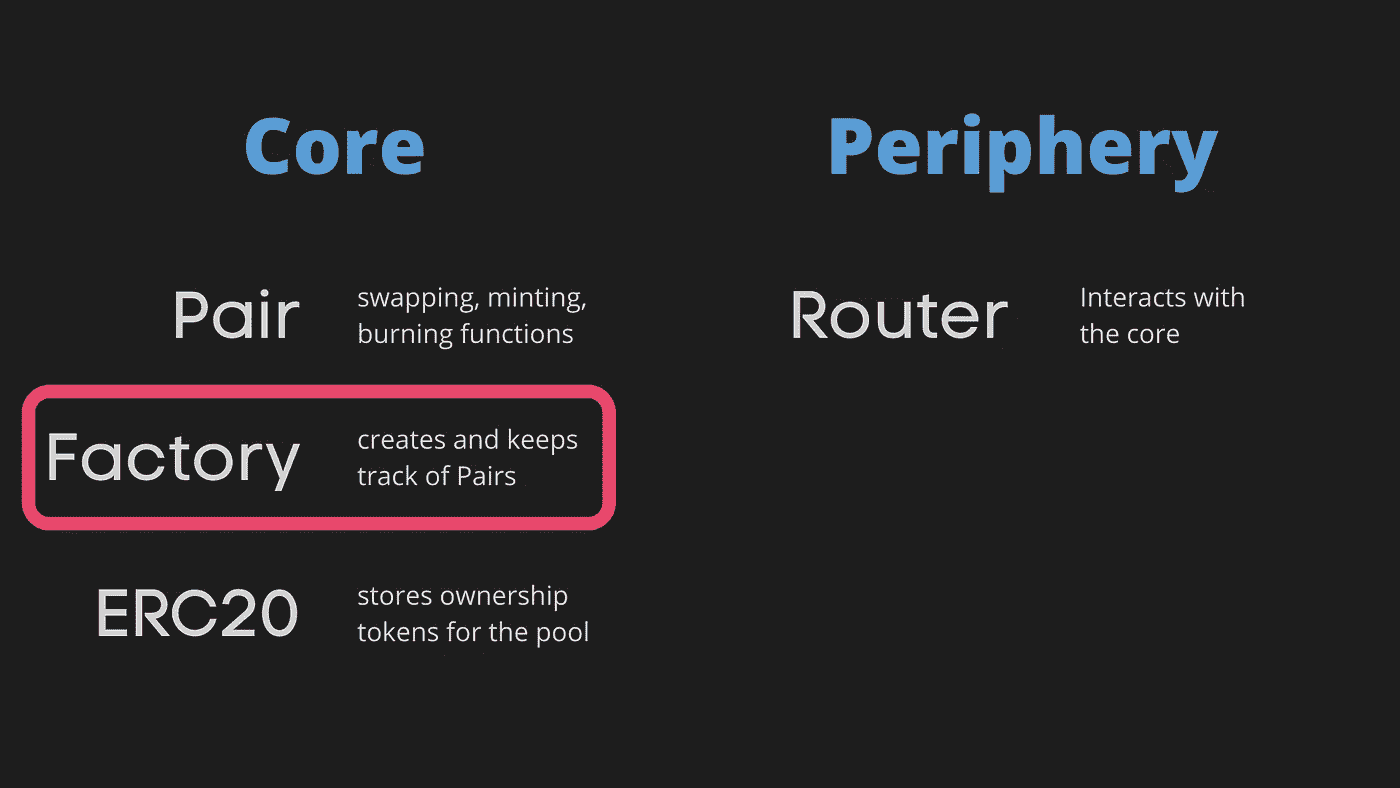 Core
Pair
swapping, minting,
burning functions
Factory
creates and keeps
track of Pairs
ERC20
stores ownership
tokens for the pool
Periphery
Router
Interacts with
the core